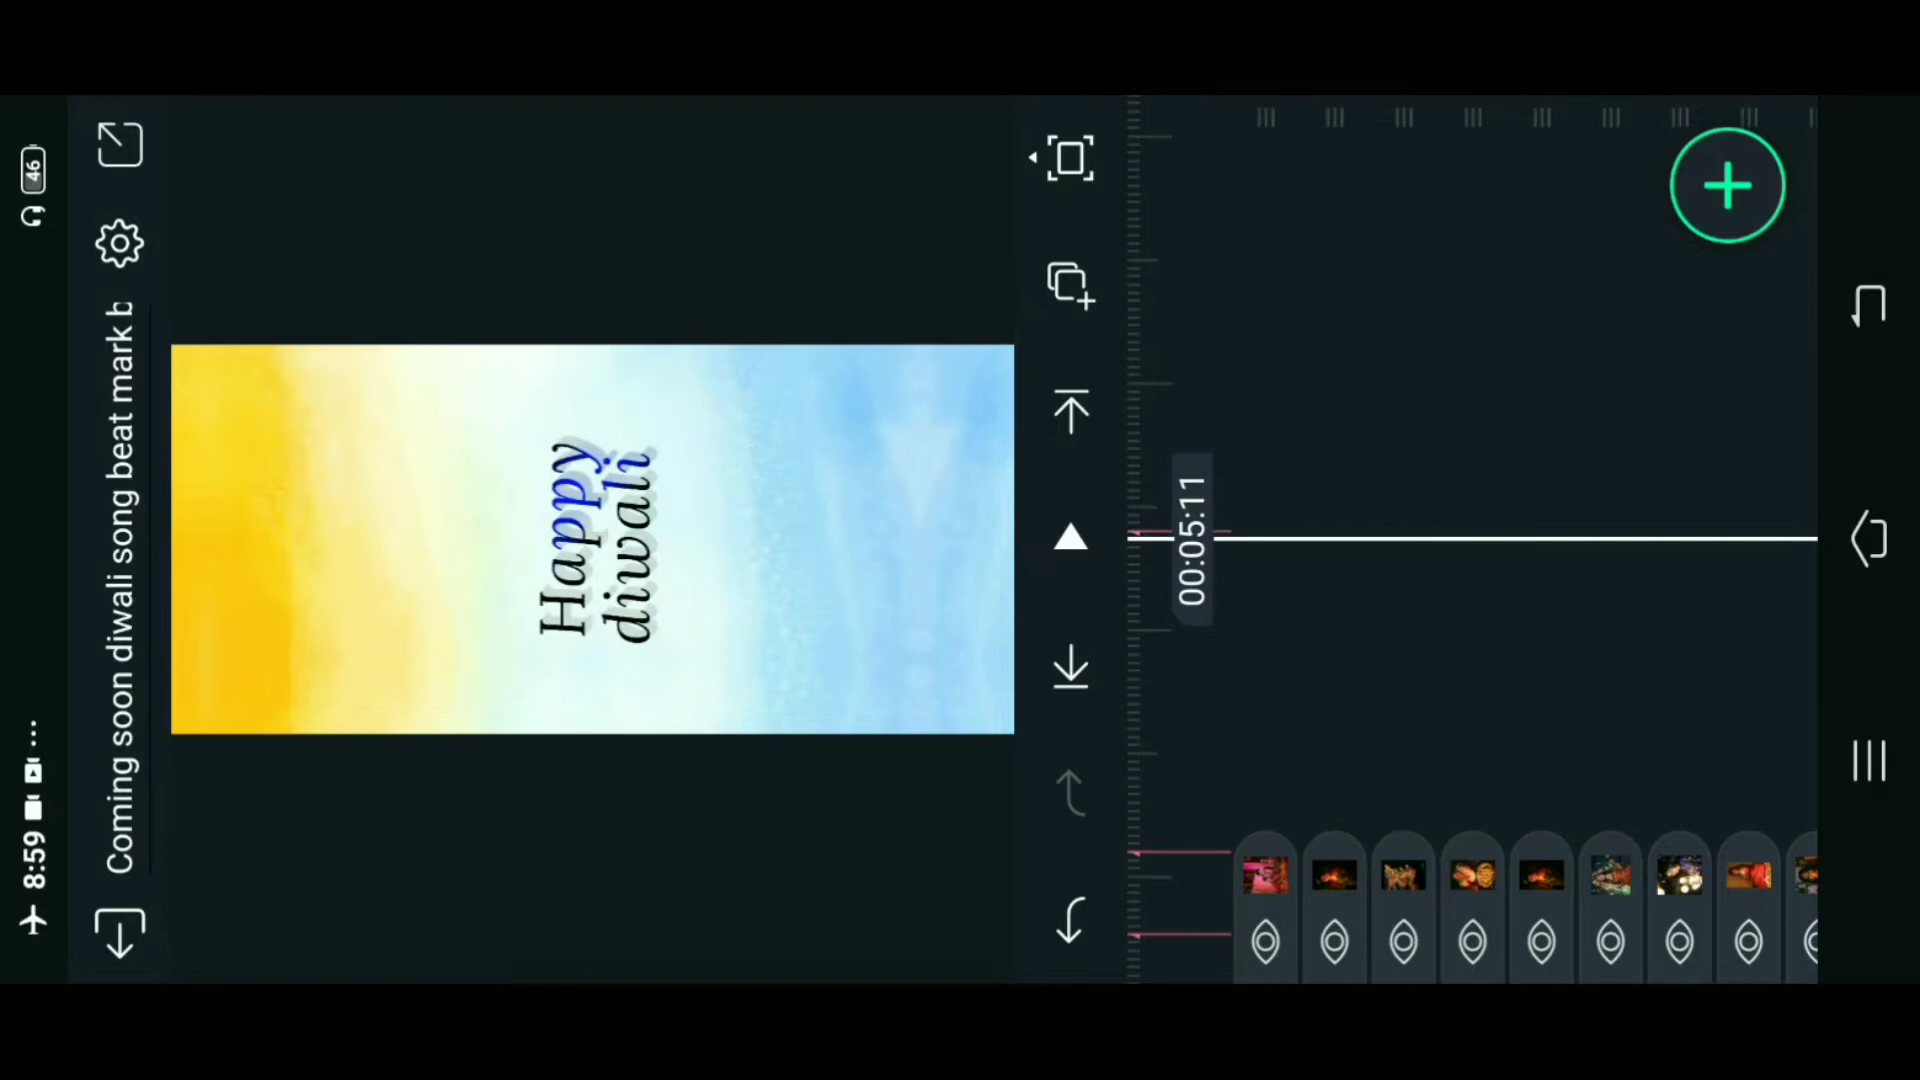 8:59
46
Coming soon diwali song beat mark b
Happy
diwali
00:05:11